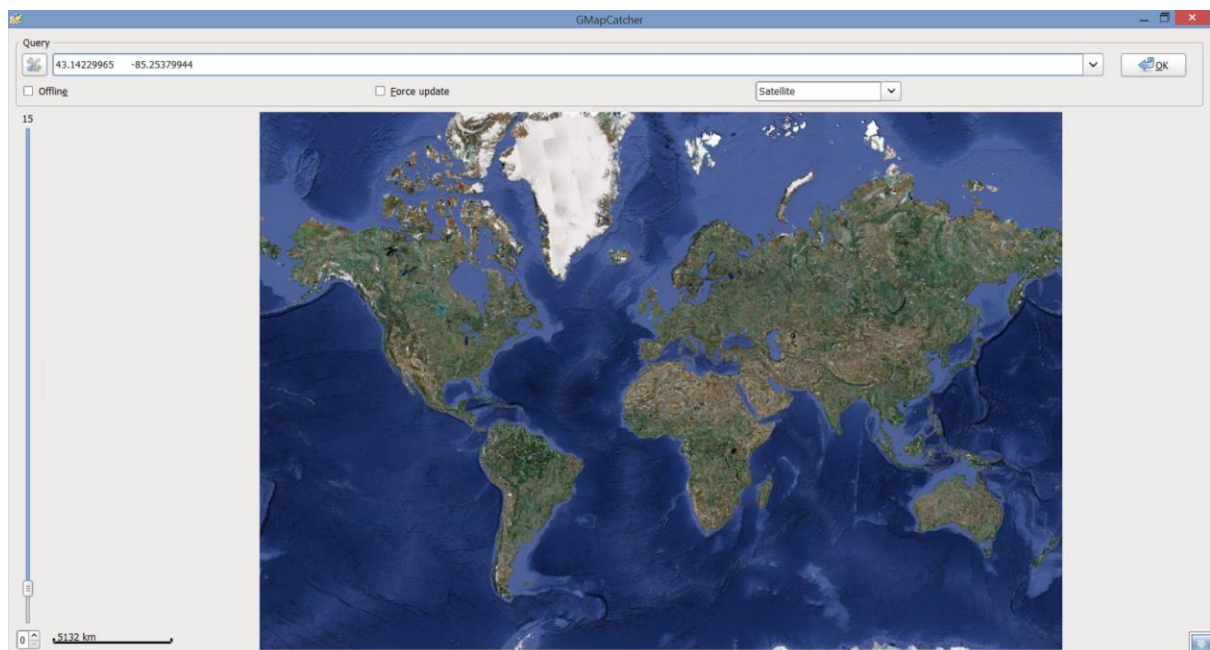 GMapCatcher
Query
43.14229965 -85.25379944
OK
Offline
Force update
Satellite
15
0
5132 km